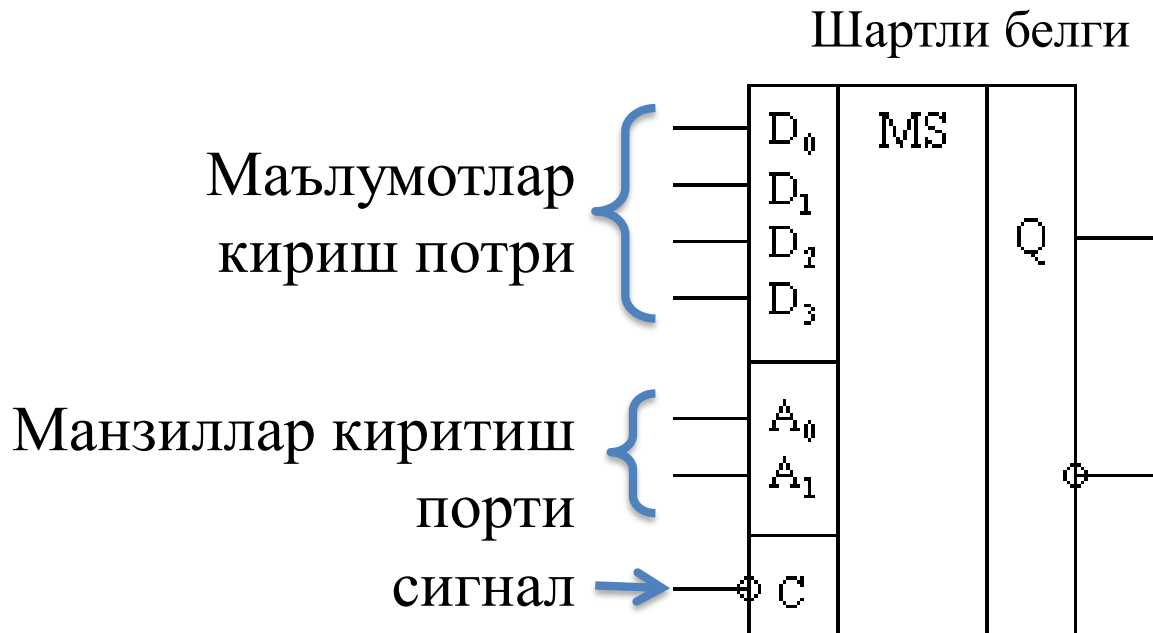 Шартли белги
Маълумотлар
кириш потри
D₀
D₁
D₂
D₃
MS
Q
Манзиллар киритиш
порти
A₀
A₁
сигнал
C